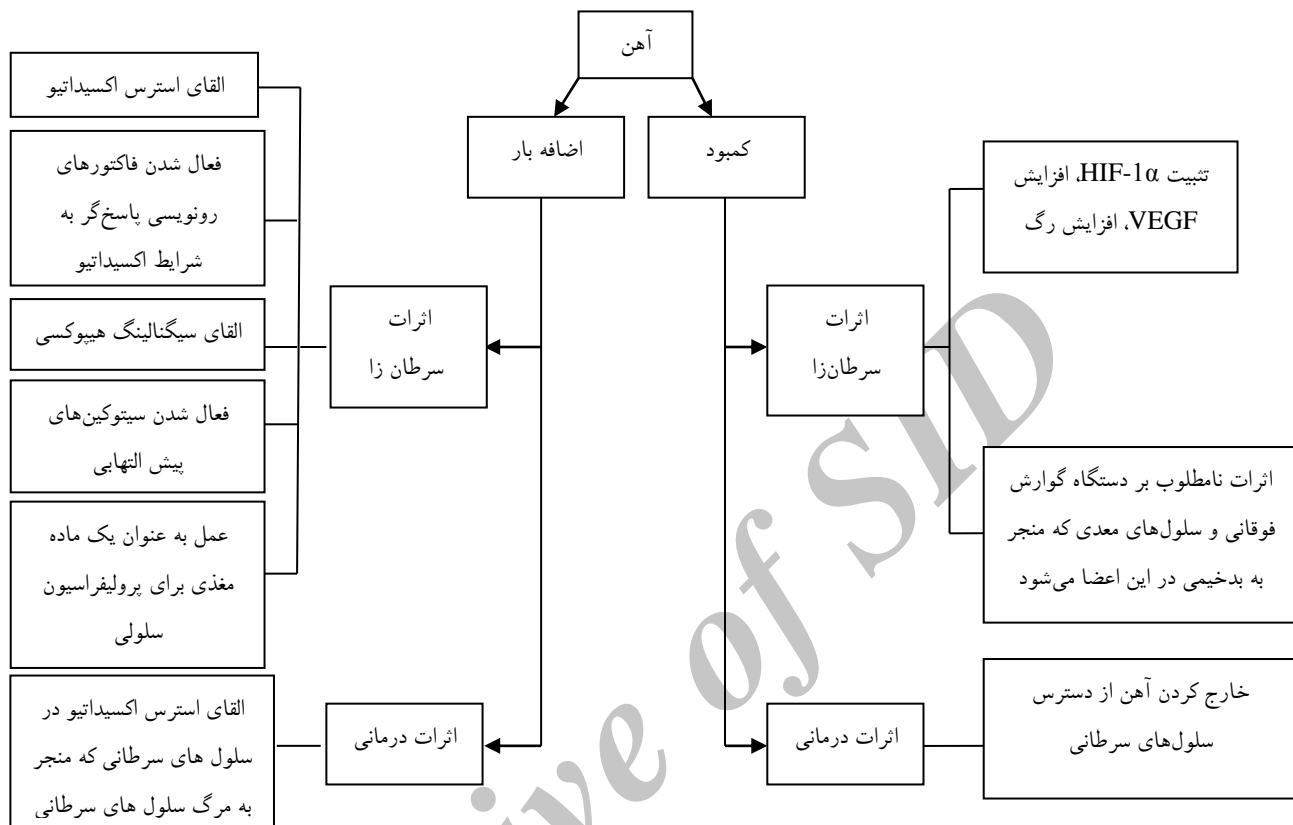 آهن
اضافه بار
کمبود
القای استرس اکسیداتیو
فعال شدن فاکتورهای
رونویسی پاسخ‌گر به
شرایط اکسیداتیو
القای سیگنالینگ هیپوکسی
فعال شدن سیتوکین‌های
پیش التهابی
عمل به عنوان یک ماده
مغذی برای پرولیفراسیون
سلولی
اثرات
سرطان زا
اثرات
سرطان‌زا
تثبیت HIF-1α، افزایش
VEGF، افزایش رگ
اثرات نامطلوب بر دستگاه گوارش
فوقانی و سلول‌های معدی که منجر
به بدخیمی در این اعضا می‌شود
القای استرس اکسیداتیو در
سلول های سرطانی که منجر
به مرگ سلول های سرطانی
اثرات درمانی
اثرات درمانی
خارج کردن آهن از دسترس
سلول‌های سرطانی
ive of SID